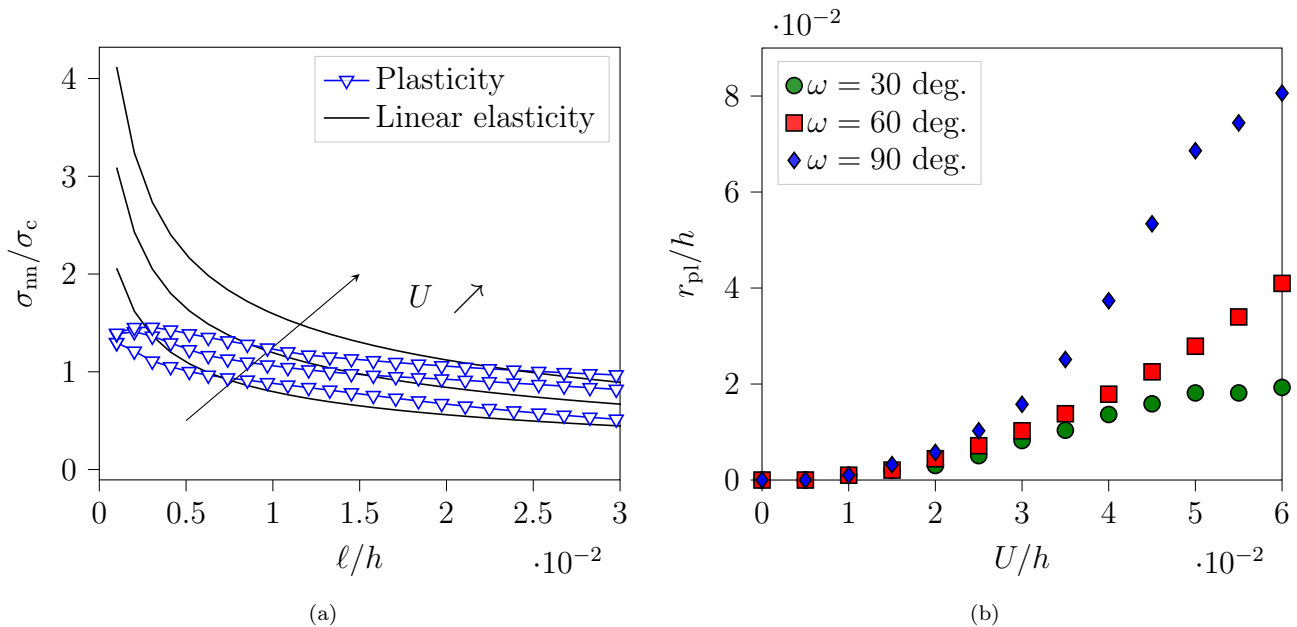 Plasticity
Linear elasticity
U ↗
σnn/σc
0
1
2
3
4
0
0.5
1
1.5
2
2.5
3
·10−2
ℓ/h
(a)
·10−2
ω = 30 deg.
ω = 60 deg.
ω = 90 deg.
rpl/h
0
2
4
6
8
0
1
2
3
4
5
6
·10−2
U/h
(b)